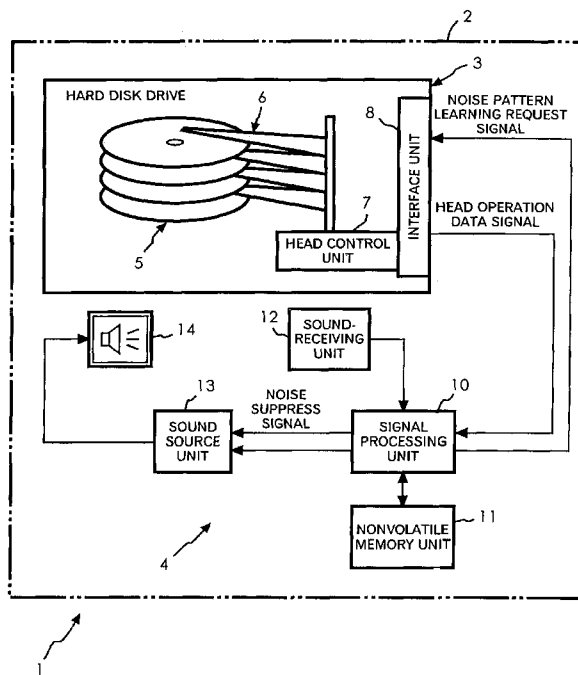 2
3
HARD DISK DRIVE
6
8
NOISE PATTERN
LEARNING REQUEST
SIGNAL
INTERFACE UNIT
7
HEAD OPERATION
DATA SIGNAL
5
HEAD CONTROL
UNIT
14
12
SOUND-
RECEIVING UNIT
13
NOISE
SUPPRESS
SIGNAL
10
SOUND
SOURCE
UNIT
SIGNAL
PROCESSING
UNIT
4
11
NONVOLATILE
MEMORY UNIT
1